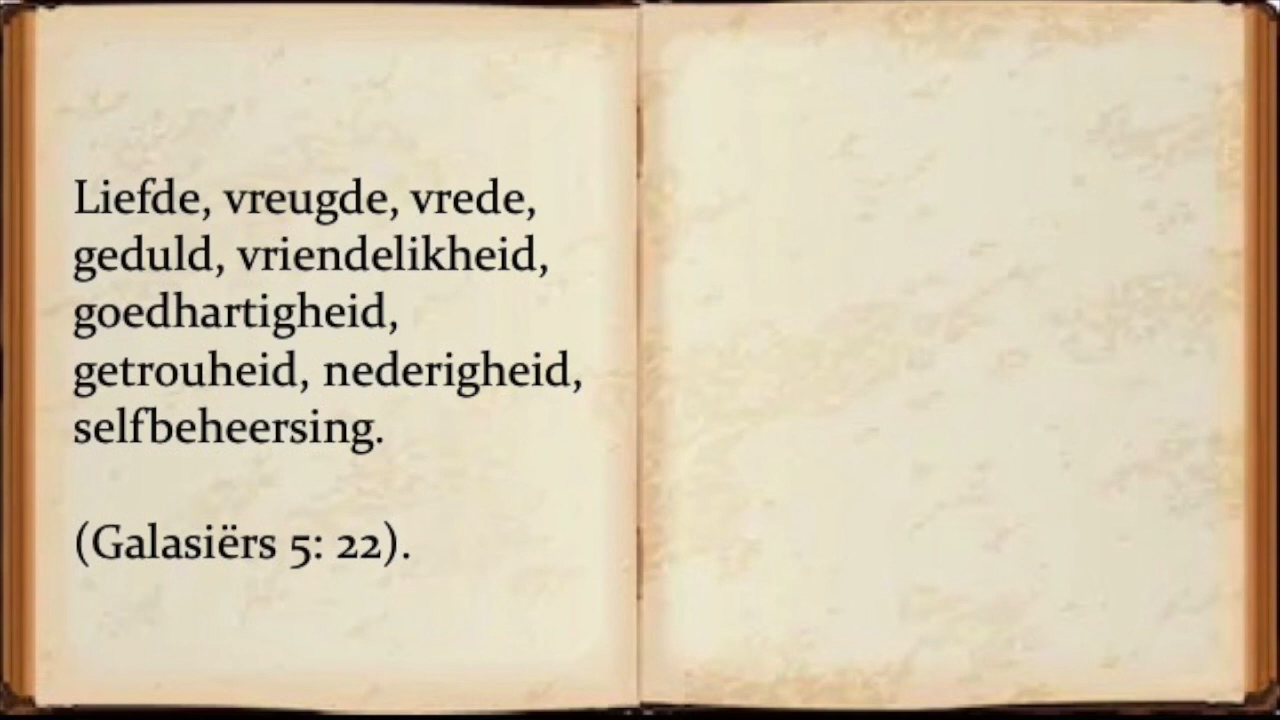 Liefde, vreugde, vrede,
geduld, vriendelikheid,
goedhartigheid,
getrouheid, nederigheid,
selfbeheersing.
(Galasiërs 5: 22).